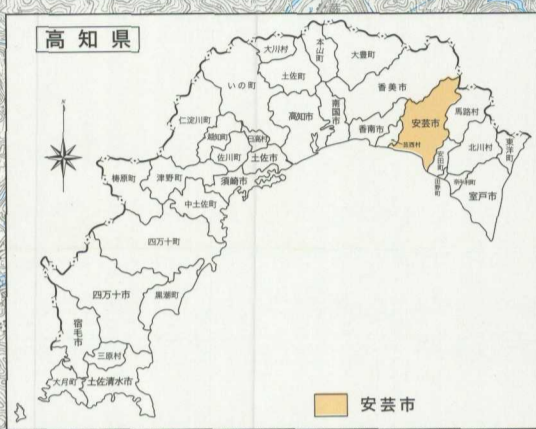 高知県
大川村
本山町
大豊町
土佐町
いの町
香美市
仁淀川町
高知市
南国市
安芸市
馬路村
越知町
日高村
香南市
芸西村
東洋町
北川村
佐川町
土佐市
安田町
田野町
奈半利町
梼原町
津野町
須崎市
室戸市
中土佐町
四万十町
四万十市
黒潮町
宿毛市
三原村
大月町
土佐清水市
安芸市